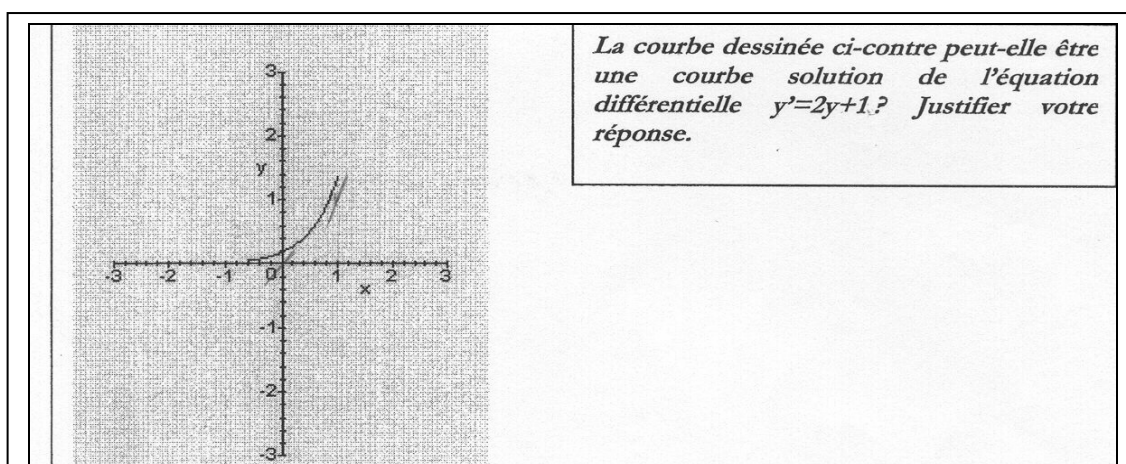 La courbe dessinée ci-contre peut-elle être
une courbe solution de l'équation
différentielle y'=2y+1 ? Justifier votre
réponse.
3
2
y
1
-3 -2 -1 0 1 2 3
x
-1
-2
-3